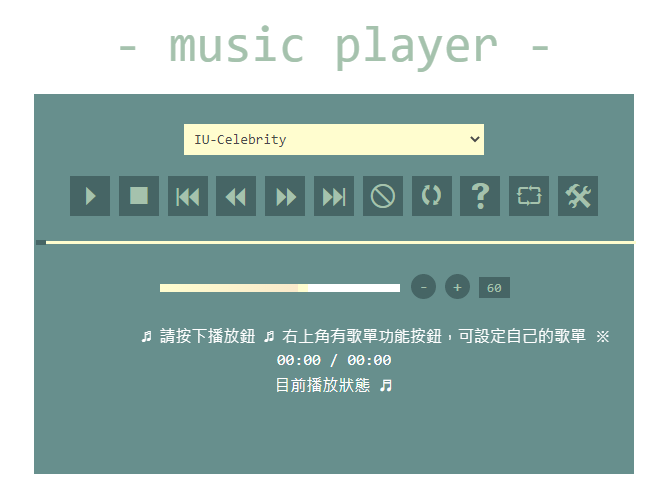 - music player -
IU-Celebrity
?
- + 60
♬ 請按下播放鈕 ♬ 右上角有歌單功能按鈕，可設定自己的歌單 ※
00:00 / 00:00
目前播放狀態 ♬